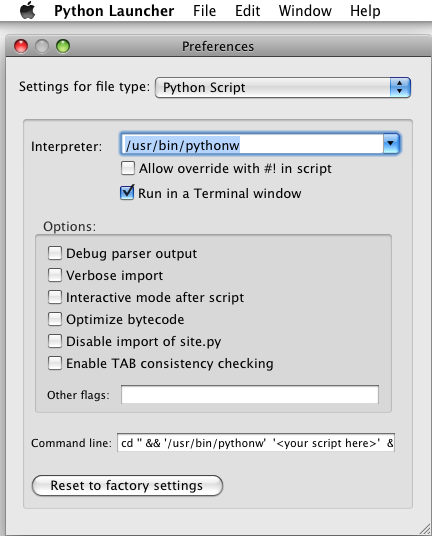 Python Launcher File Edit Window Help
Preferences
Settings for file type: Python Script
Interpreter: /usr/bin/pythonw
Allow override with #! in script
Run in a Terminal window
Options:
Debug parser output
Verbose import
Interactive mode after script
Optimize bytecode
Disable import of site.py
Enable TAB consistency checking
Other flags:
Command line: cd '' && '/usr/bin/pythonw' '<your script here>' &
Reset to factory settings